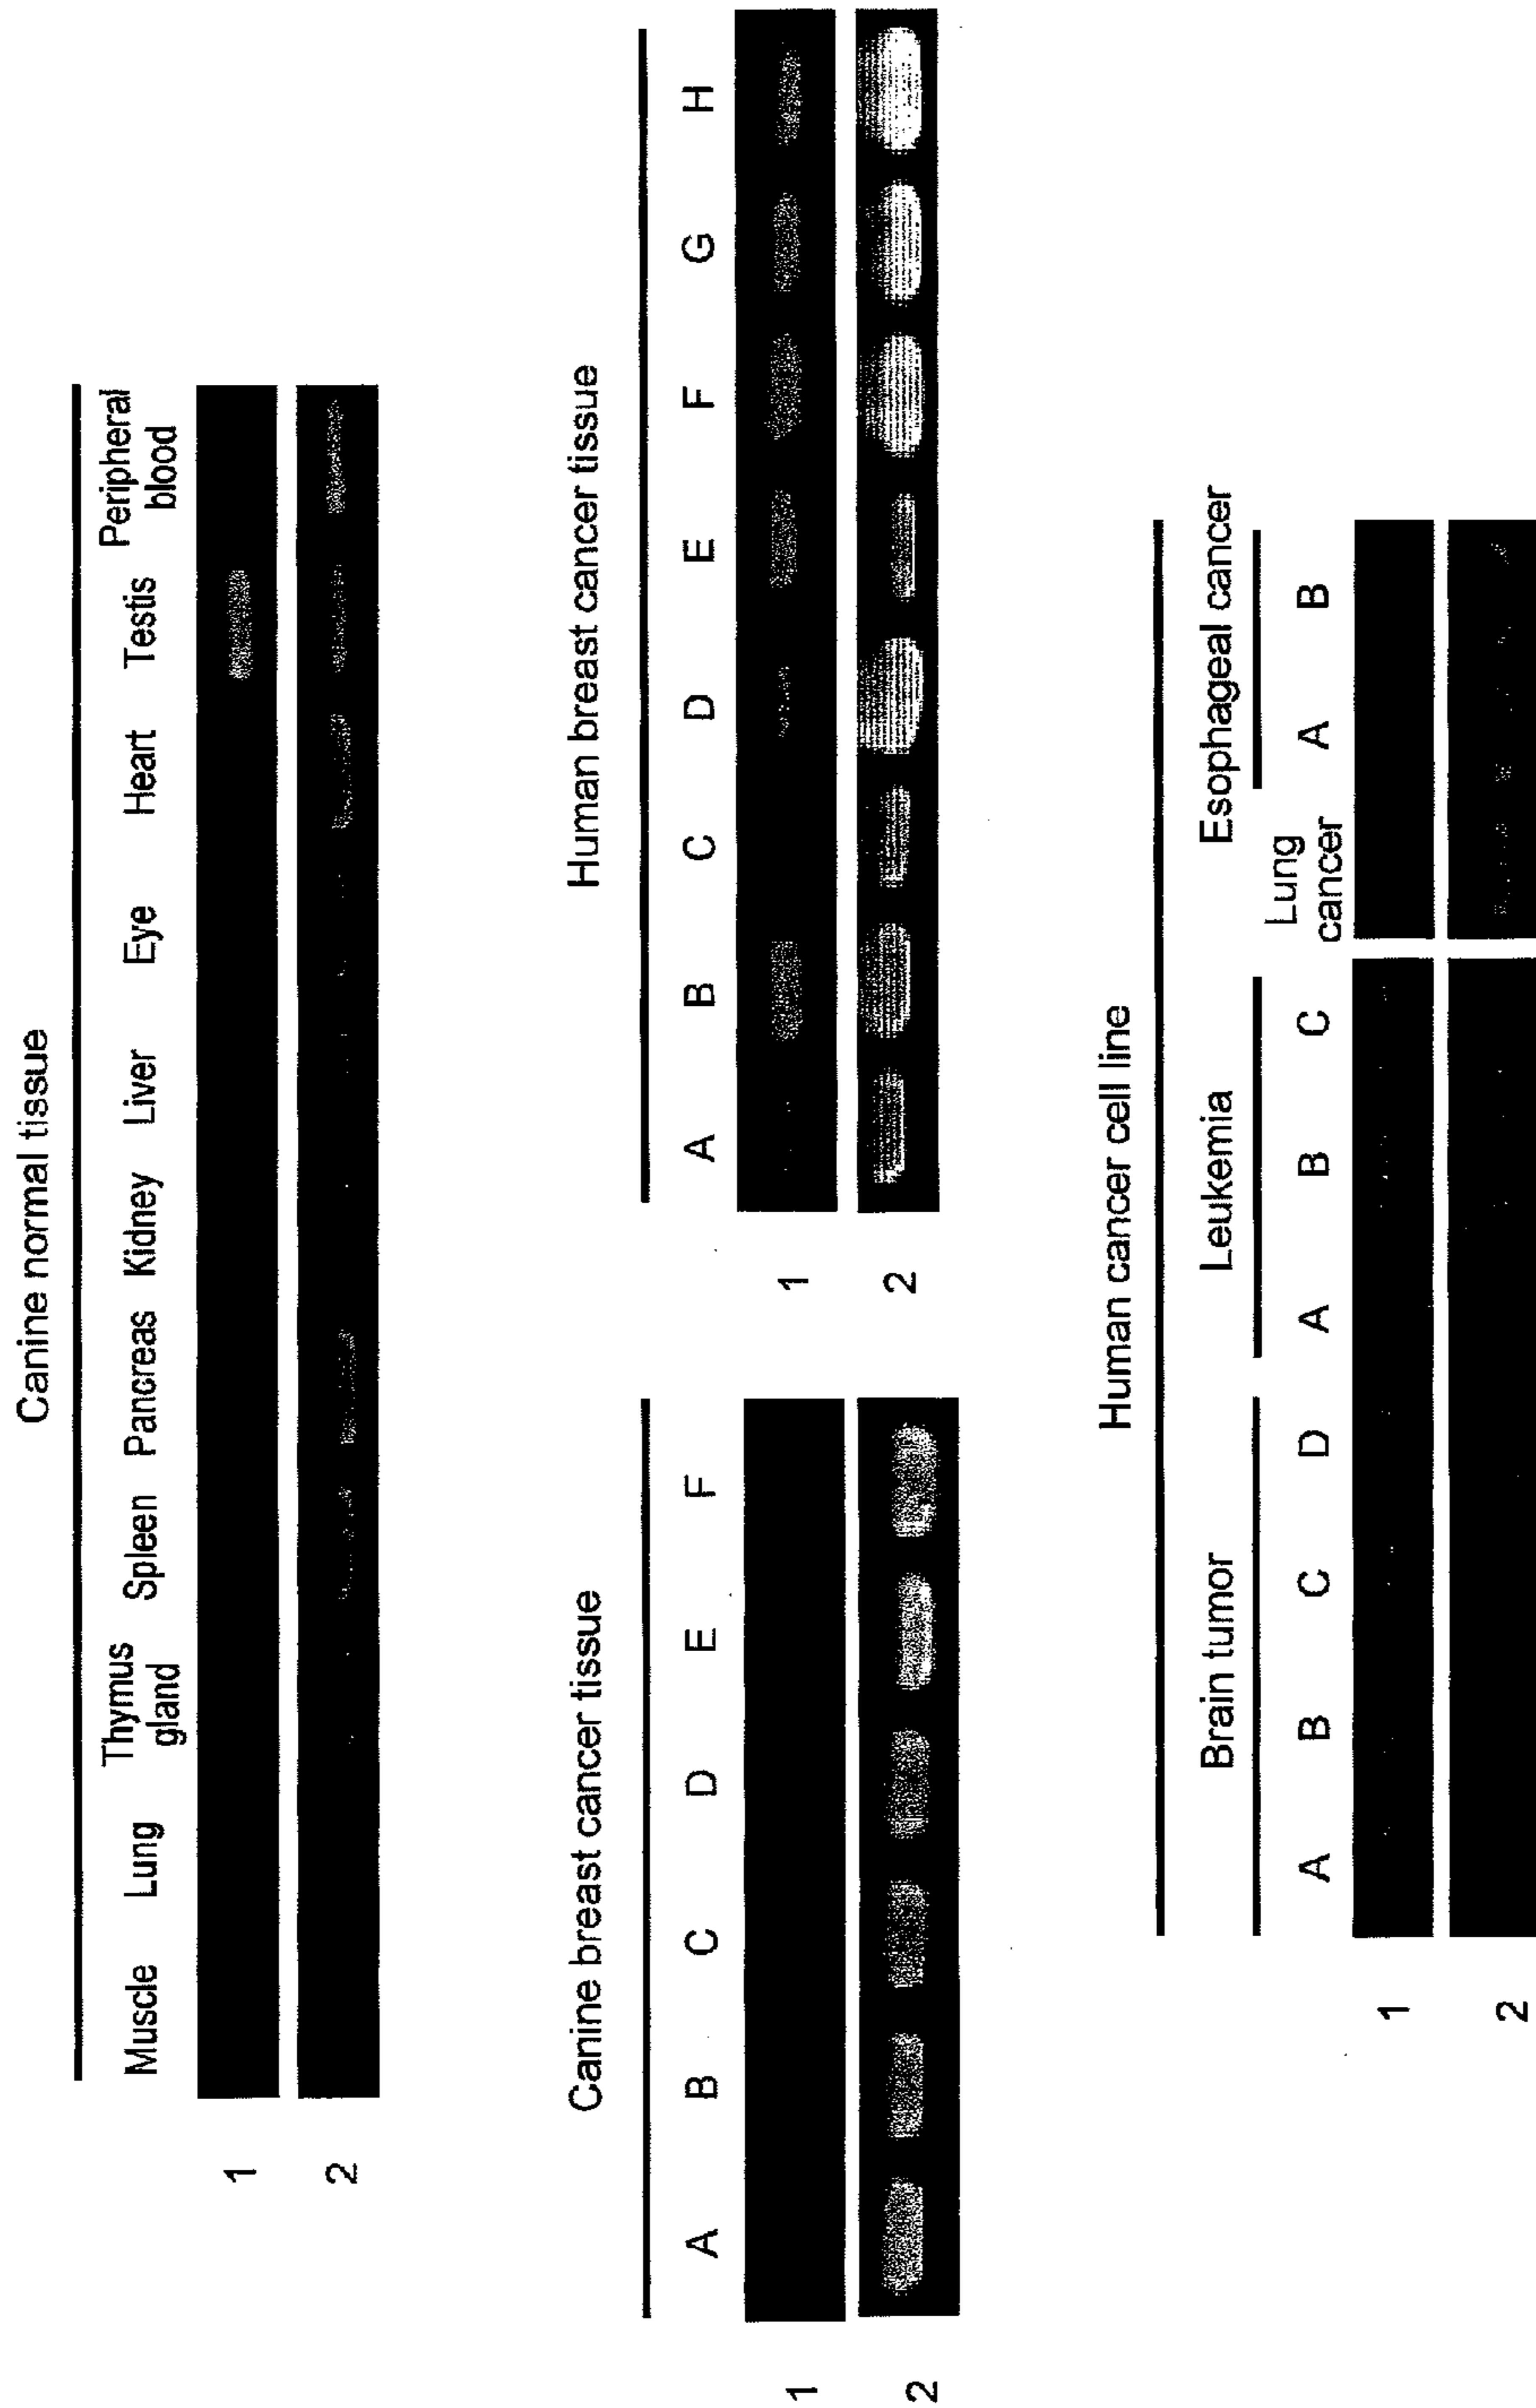 Canine normal tissue
Muscle Lung Thymus gland Spleen Pancreas Kidney Liver Eye Heart Testis Peripheral blood
1
2
Canine breast cancer tissue
A B C D E F
1
2
Human breast cancer tissue
A B C D E F G H
1
2
Human cancer cell line
Brain tumor Leukemia Lung cancer Esophageal cancer
A B C D A B C A B
1
2